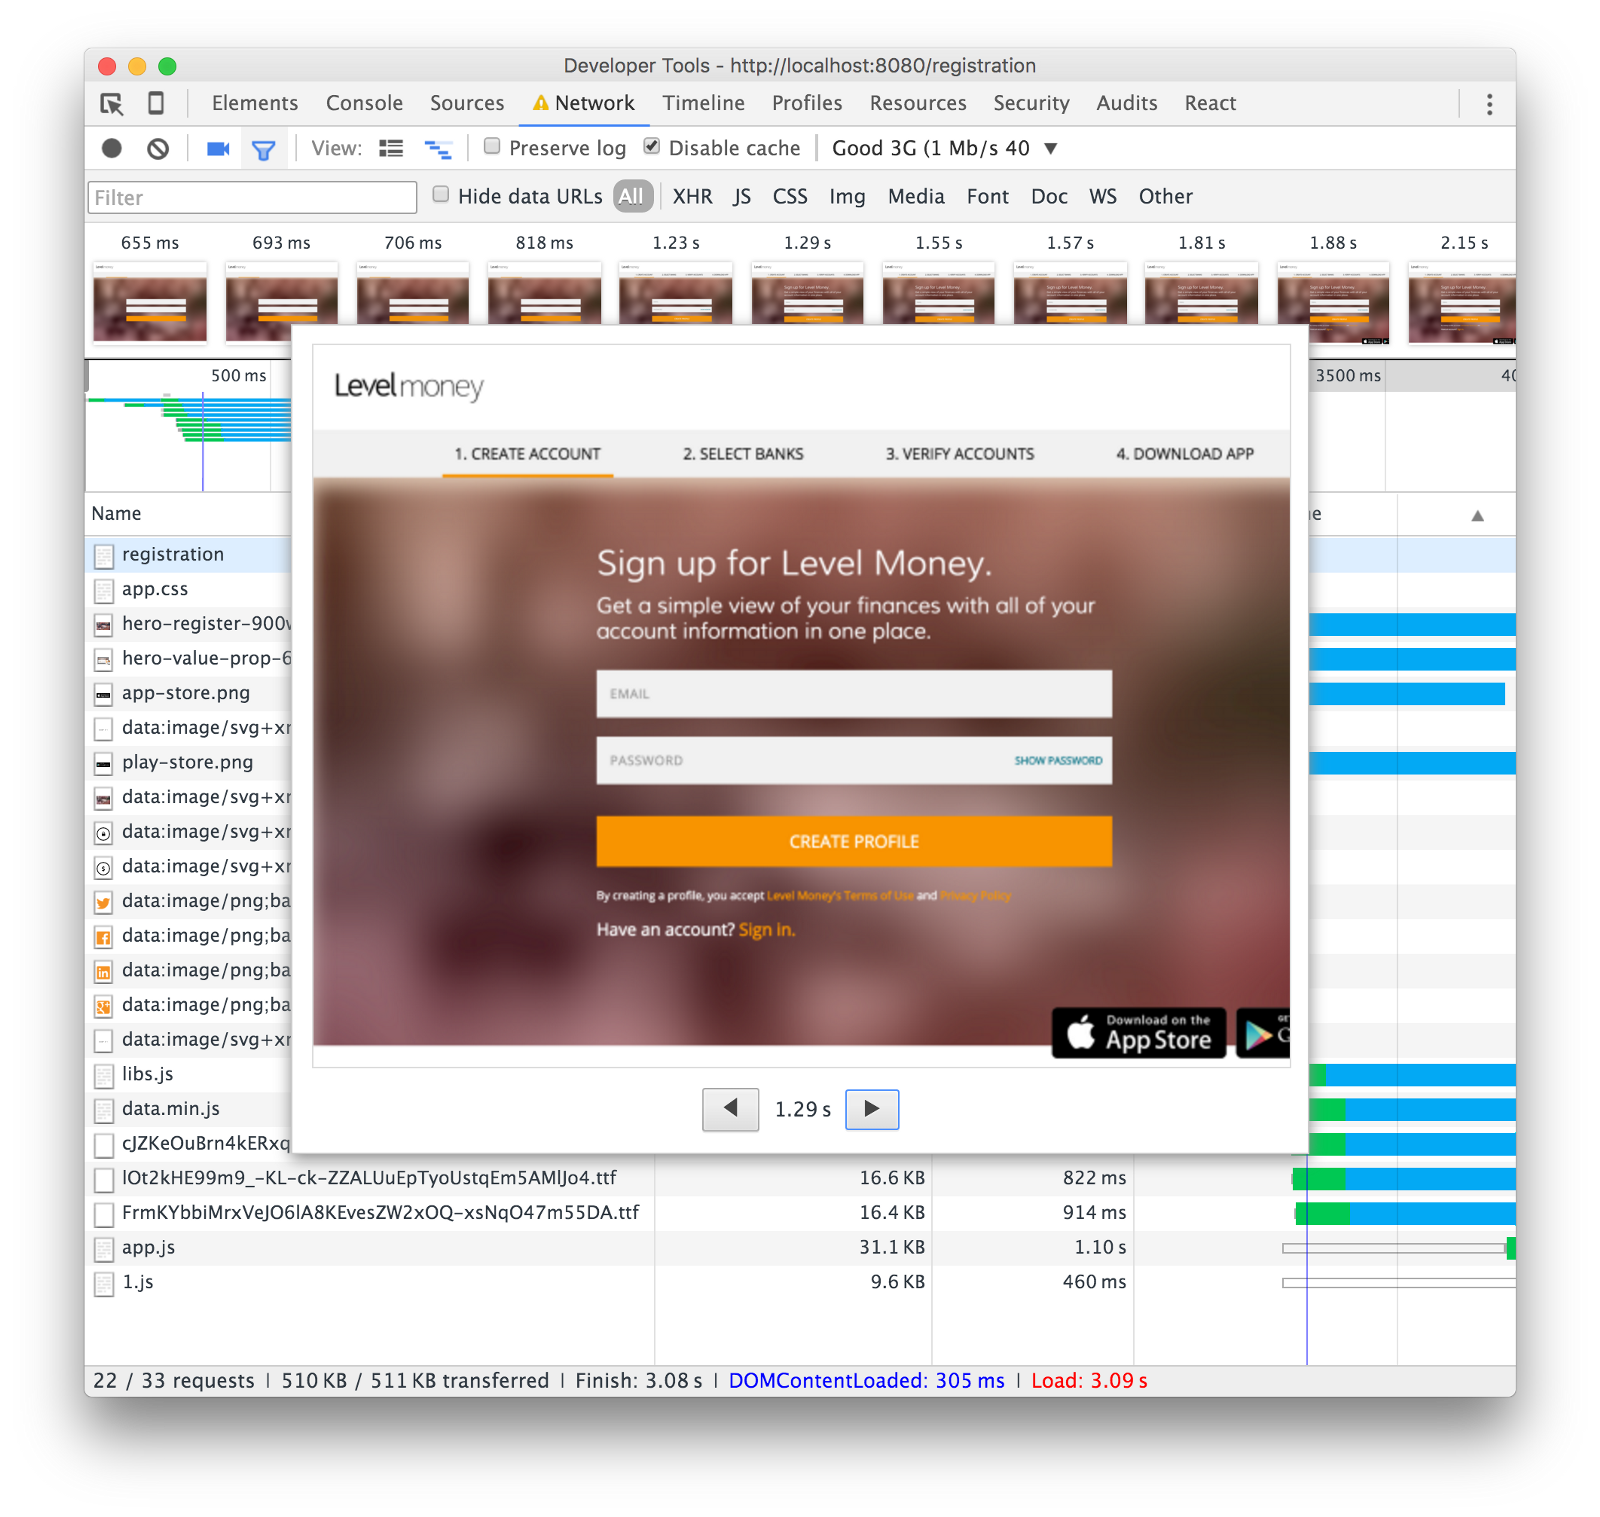 Developer Tools - http://localhost:8080/registration
Elements Console Sources Network Timeline Profiles Resources Security Audits React
View: Preserve log Disable cache Good 3G (1 Mb/s 40
Filter Hide data URLs All XHR JS CSS Img Media Font Doc WS Other
655 ms 693 ms 706 ms 818 ms 1.23 s 1.29 s 1.55 s 1.57 s 1.81 s 1.88 s 2.15 s
500 ms 3500 ms 40
Level money
1. CREATE ACCOUNT 2. SELECT BANKS 3. VERIFY ACCOUNTS 4. DOWNLOAD APP
Sign up for Level Money.
Get a simple view of your finances with all of your
account information in one place.
EMAIL
PASSWORD SHOW PASSWORD
CREATE PROFILE
By creating a profile, you accept Level Money's Terms of Use and Privacy Policy
Have an account? Sign in.
Download on the
App Store
1.29 s
Name
registration
app.css
hero-register-900w
hero-value-prop-6
app-store.png
data:image/svg+xm
play-store.png
data:image/svg+xm
data:image/svg+xm
data:image/svg+xm
data:image/png;ba
data:image/png;ba
data:image/png;ba
data:image/png;ba
data:image/svg+xm
libs.js
data.min.js
cJZKeOuBrn4kERxq
lOt2kHE99m9_-KL-ck-ZZALUuEpTyoUstqEm5AMlJo4.ttf 16.6 KB 822 ms
FrmKYbbiMrxVeJO6lA8KEvesZW2xOQ-xsNqO47m55DA.ttf 16.4 KB 914 ms
app.js 31.1 KB 1.10 s
1.js 9.6 KB 460 ms
22 / 33 requests | 510 KB / 511 KB transferred | Finish: 3.08 s | DOMContentLoaded: 305 ms | Load: 3.09 s